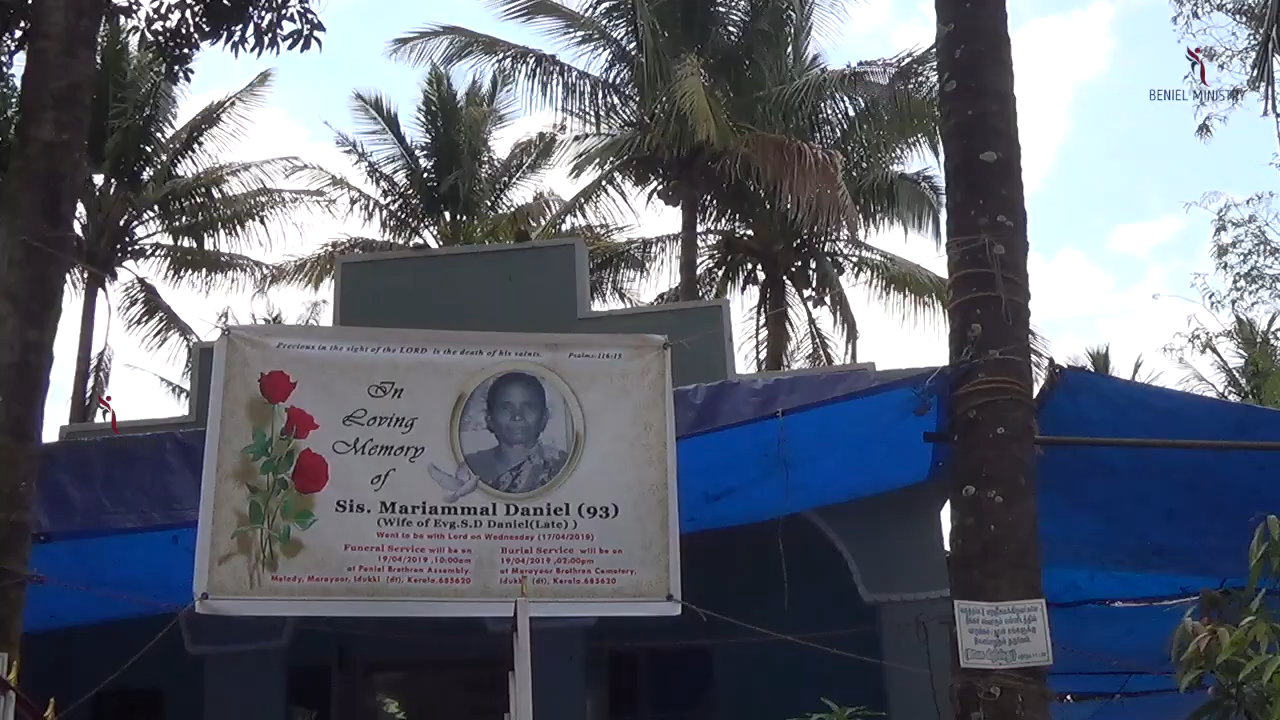 BENIEL MINISTRY
Precious in the sight of the LORD is the death of his saints. Psalms:116:15
In
Loving
Memory
of
Sis. Mariammal Daniel (93)
(Wife of Evg.S.D Daniel(Late) )
Went to be with Lord on Wednesday (17/04/2019)
Funeral Service will be on
19/04/2019 ,10:00am
at Peniel Brethren Assembly,
Melady, Marayoor, Idukki (dt), Kerala.685620
Burial Service will be on
19/04/2019 ,02:00pm
at Marayoor Brethren Cemetery,
Idukki (dt), Kerala.685620